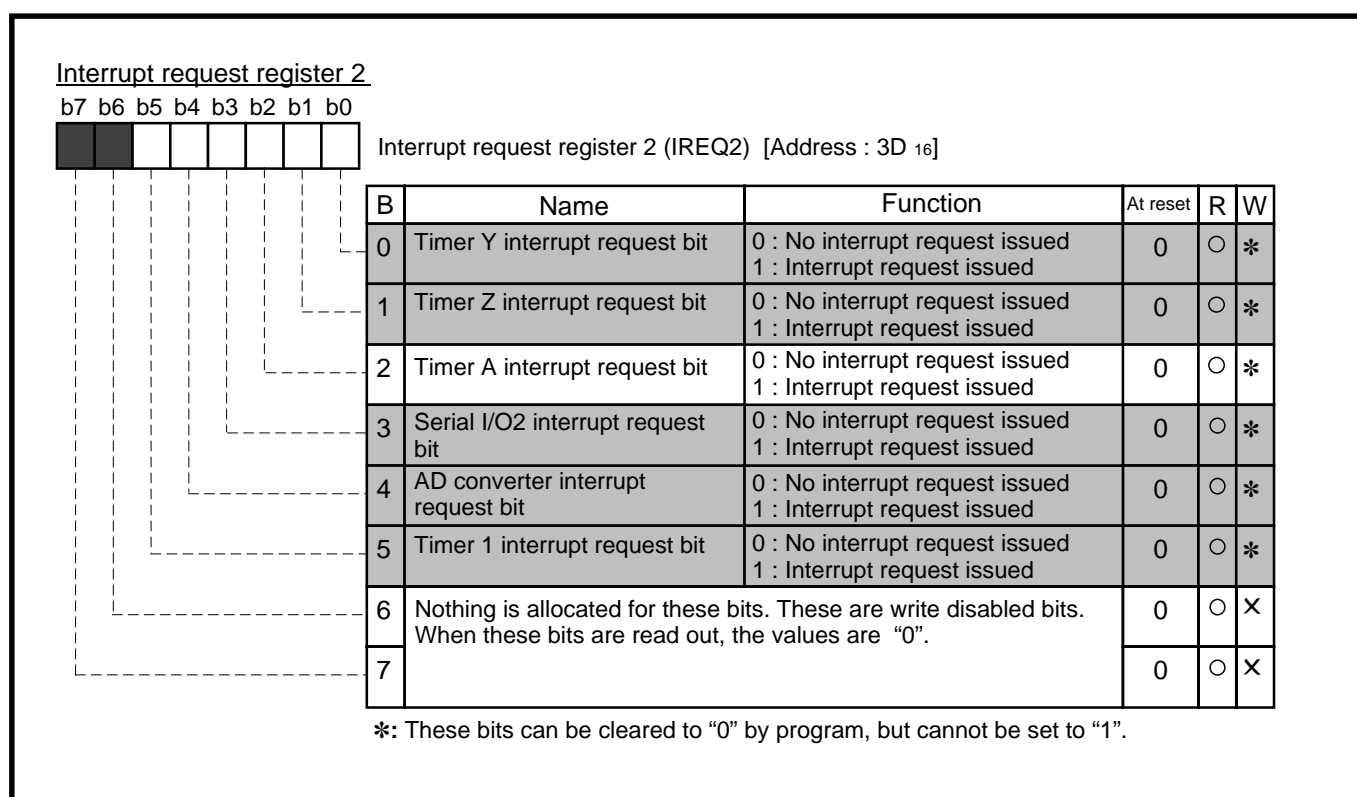 Interrupt request register 2
b7 b6 b5 b4 b3 b2 b1 b0
Interrupt request register 2 (IREQ2) [Address : 3D 16]
B Name Function At reset R W
0 Timer Y interrupt request bit 0 : No interrupt request issued 0 ○ ✻
1 : Interrupt request issued
1 Timer Z interrupt request bit 0 : No interrupt request issued 0 ○ ✻
1 : Interrupt request issued
2 Timer A interrupt request bit 0 : No interrupt request issued 0 ○ ✻
1 : Interrupt request issued
3 Serial I/O2 interrupt request 0 : No interrupt request issued 0 ○ ✻
bit 1 : Interrupt request issued
4 AD converter interrupt 0 : No interrupt request issued 0 ○ ✻
request bit 1 : Interrupt request issued
5 Timer 1 interrupt request bit 0 : No interrupt request issued 0 ○ ✻
1 : Interrupt request issued
6 Nothing is allocated for these bits. These are write disabled bits. 0 ○ ×
When these bits are read out, the values are “0”.
7 0 ○ ×
✻: These bits can be cleared to “0” by program, but cannot be set to “1”.